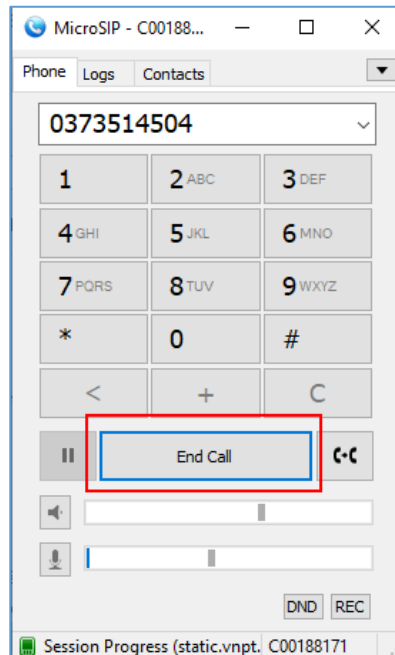 MicroSIP - C00188...
Phone Logs Contacts
0373514504
1 2 ABC 3 DEF
4 GHI 5 JKL 6 MNO
7 PQRS 8 TUV 9 WXYZ
* 0 #
< + C
End Call
DND REC
Session Progress (static.vnpt. C00188171